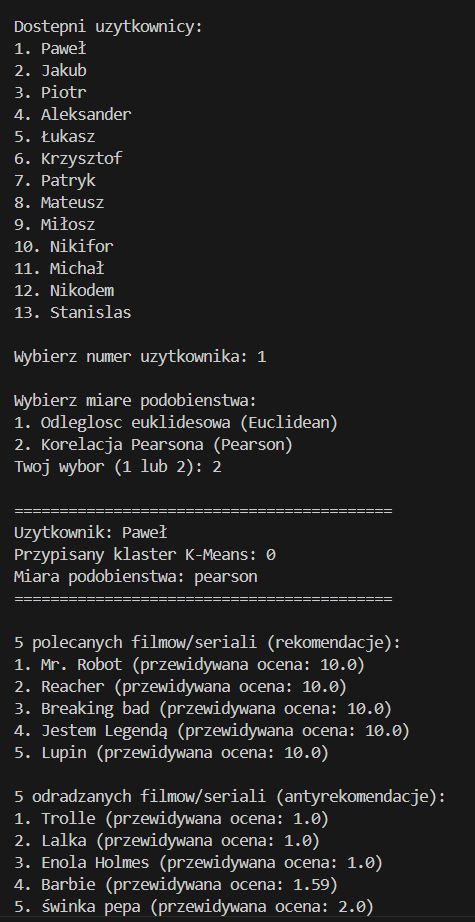 Dostepni uzytkownicy:
1. Paweł
2. Jakub
3. Piotr
4. Aleksander
5. Łukasz
6. Krzysztof
7. Patryk
8. Mateusz
9. Miłosz
10. Nikifor
11. Michał
12. Nikodem
13. Stanislas
Wybierz numer uzytkownika: 1
Wybierz miare podobienstwa:
1. Odleglosc euklidesowa (Euclidean)
2. Korelacja Pearsona (Pearson)
Twoj wybor (1 lub 2): 2
==========================================
Uzytkownik: Paweł
Przypisany klaster K-Means: 0
Miara podobienstwa: pearson
==========================================
5 polecanych filmow/seriali (rekomendacje):
1. Mr. Robot (przewidywana ocena: 10.0)
2. Reacher (przewidywana ocena: 10.0)
3. Breaking bad (przewidywana ocena: 10.0)
4. Jestem Legendą (przewidywana ocena: 10.0)
5. Lupin (przewidywana ocena: 10.0)
5 odradzanych filmow/seriali (antyrekomendacje):
1. Trolle (przewidywana ocena: 1.0)
2. Lalka (przewidywana ocena: 1.0)
3. Enola Holmes (przewidywana ocena: 1.0)
4. Barbie (przewidywana ocena: 1.59)
5. świnka pepa (przewidywana ocena: 2.0)